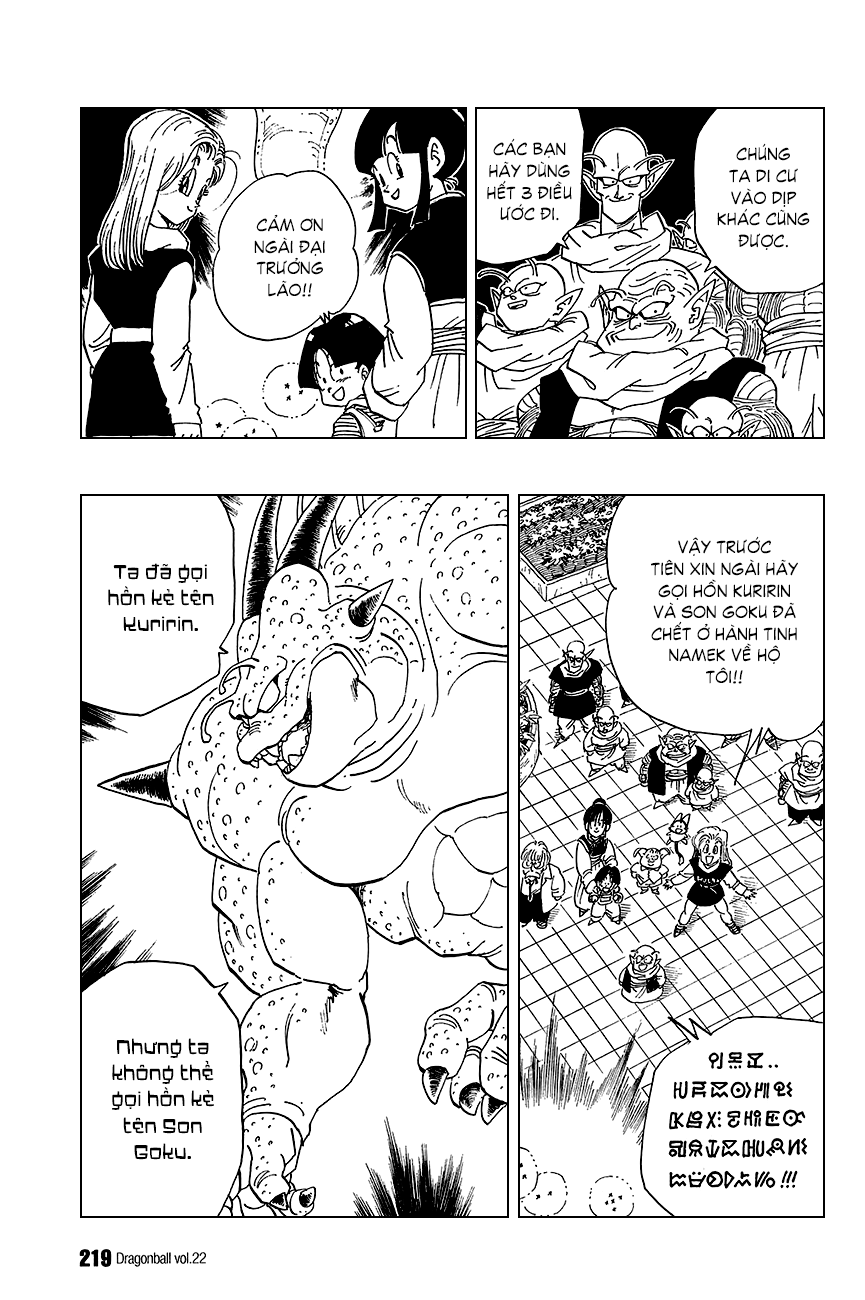 CHÚNG
TA DI CƯ
VÀO DỊP
KHÁC CŨNG
ĐƯỢC.
CÁC BẠN
HÃY DÙNG
HẾT 3 ĐIỀU
ƯỚC ĐI.
CẢM ƠN
NGÀI ĐẠI
TRƯỞNG
LÃO!!
VẬY TRƯỚC
TIÊN XIN NGÀI HÃY
GỌI HỒN KURIRIN
VÀ SON GOKU ĐÃ
CHẾT Ở HÀNH TINH
NAMEK VỀ HỘ
TÔI!!
Ta đã gọi
hồn kẻ tên
Kuririn.
Nhưng ta
không thể
gọi hồn kẻ
tên Son
Goku.
219 Dragonball vol.22